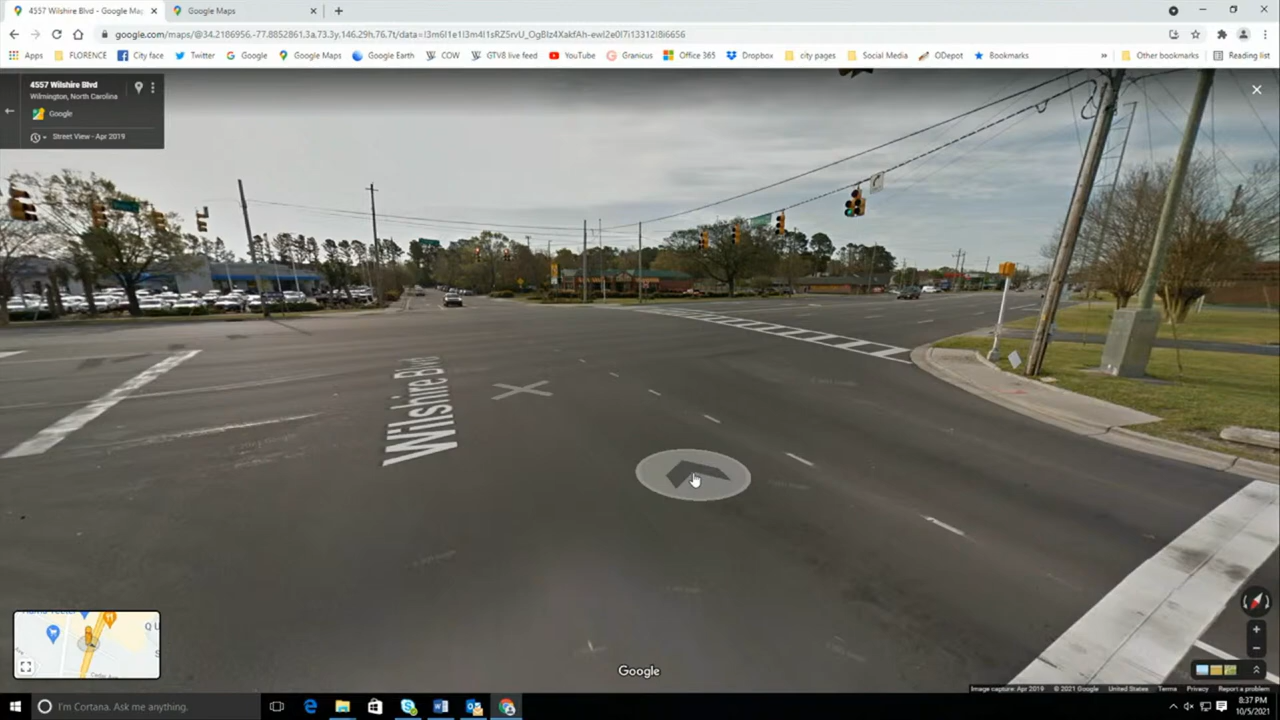 4557 Wilshire Blvd - Google Ma
Google Maps
google.com/maps/@34.2186956,-77.8852861,3a,73.3y,146.29h,76.7t/data=!3m6!1e1!3m4!1sRZ5rvU_OgBlz4XakfAh-ewl2e0!7i13312!8i6656
Apps
FLORENCE
City face
Twitter
Google
Google Maps
Google Earth
COW
GTV8 live feed
YouTube
Granicus
Office 365
Dropbox
city pages
Social Media
ODepot
Bookmarks
»
Other bookmarks
Reading list
4557 Wilshire Blvd
Wilmington, North Carolina
Google
Street View - Apr 2019
Wilshire Blvd
Google
Image capture: Apr 2019 © 2021 Google United States Terms Privacy Report a problem
I'm Cortana. Ask me anything.
8:37 PM
10/5/2021